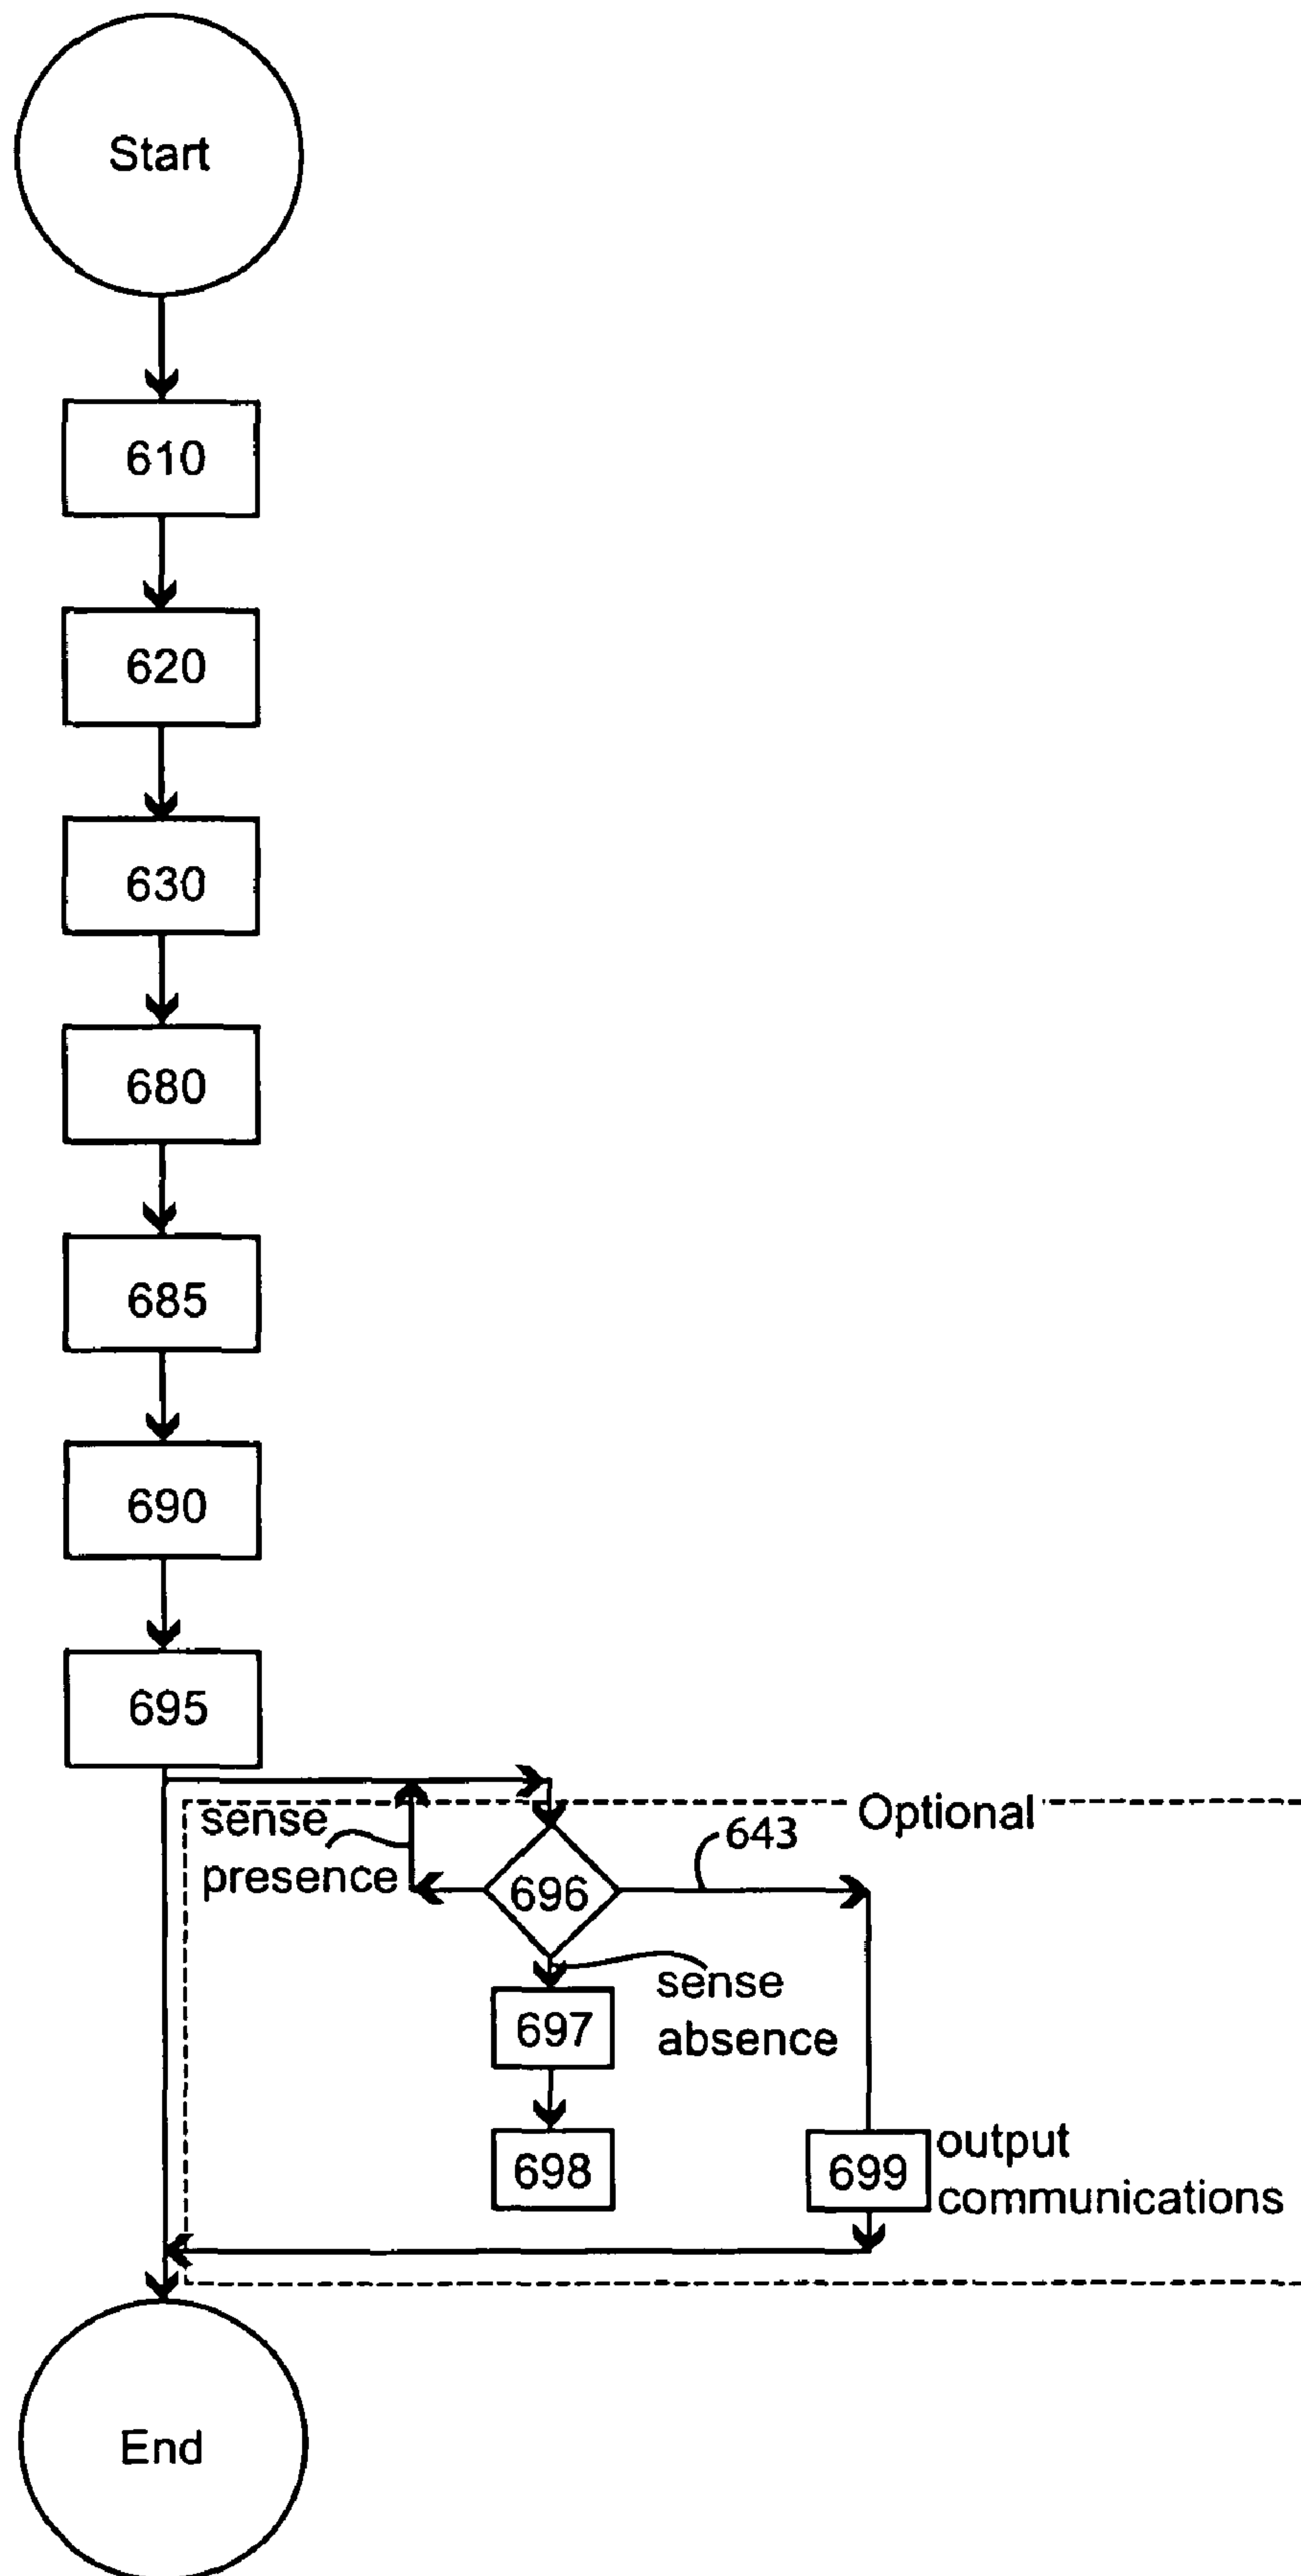 Start
610
620
630
680
685
690
695
Optional
sense
presence
643
696
sense
absence
697
698
699
output
communications
End